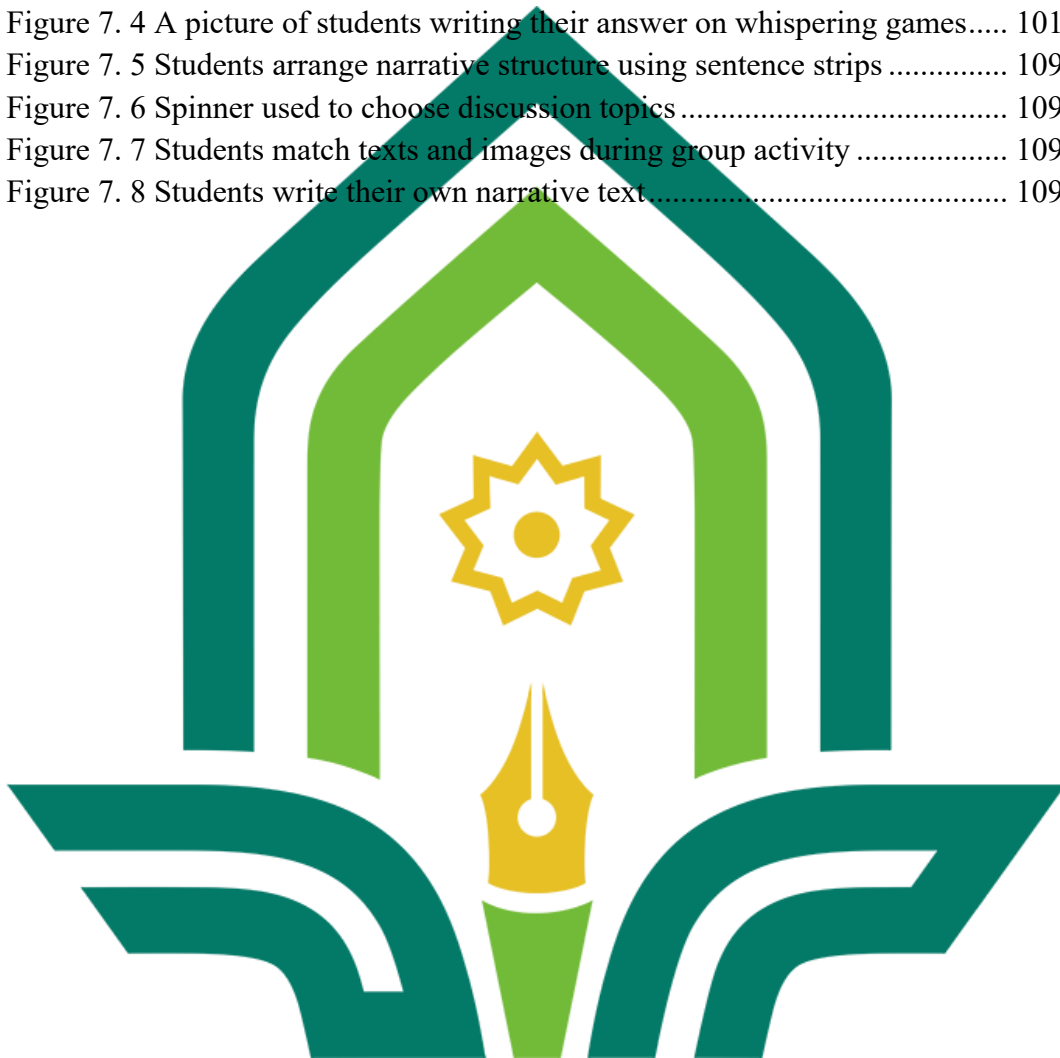 Figure 7. 4 A picture of students writing their answer on whispering games..... 101
Figure 7. 5 Students arrange narrative structure using sentence strips ............... 109
Figure 7. 6 Spinner used to choose discussion topics ......................................... 109
Figure 7. 7 Students match texts and images during group activity ................... 109
Figure 7. 8 Students write their own narrative text............................................. 109